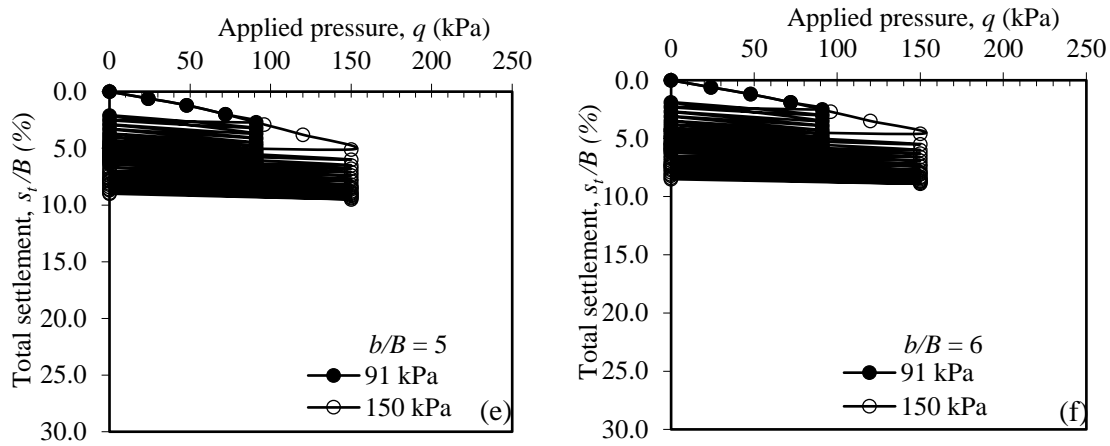 Applied pressure, q (kPa)
0 50 100 150 200 250
0.0
5.0
10.0
15.0
20.0
25.0
30.0
Total settlement, s_t/B (%)
b/B = 5
91 kPa
150 kPa
(e)
Applied pressure, q (kPa)
0 50 100 150 200 250
0.0
5.0
10.0
15.0
20.0
25.0
30.0
Total settlement, s_t/B (%)
b/B = 6
91 kPa
150 kPa
(f)